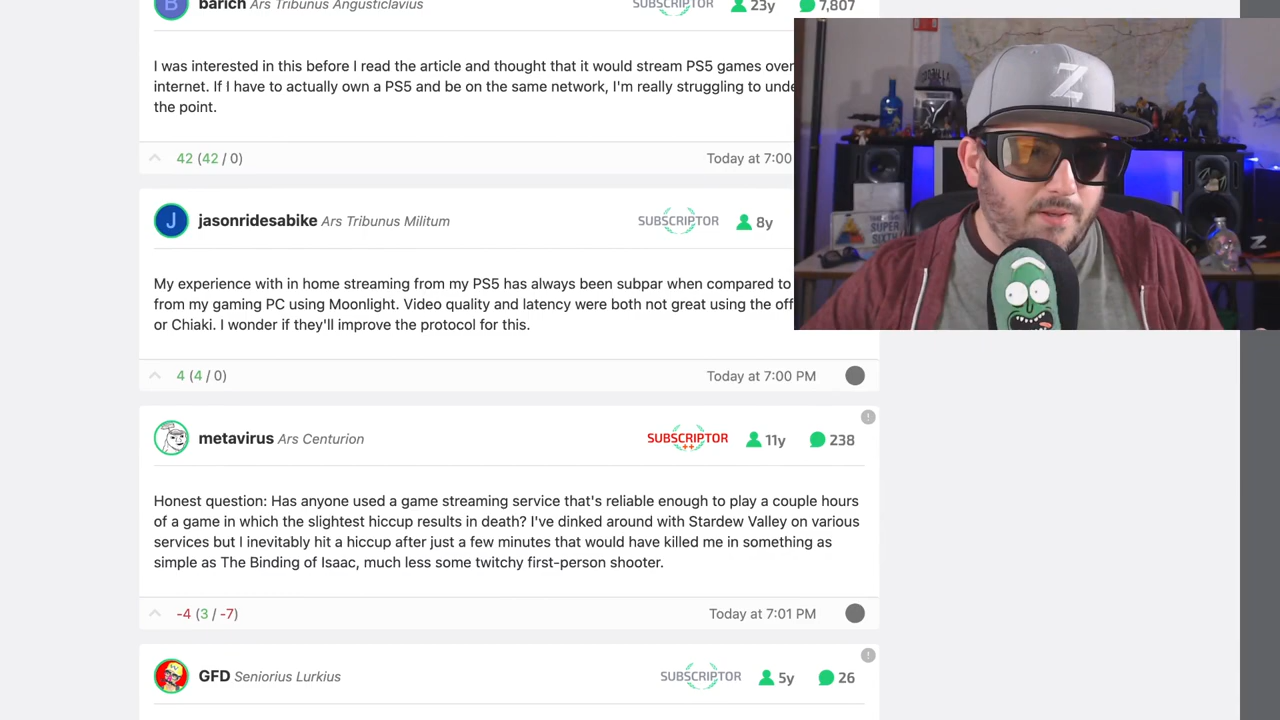 B barich Ars Tribunus Angusticlavius SUBSCRIPTOR 23y 7,807
I was interested in this before I read the article and thought that it would stream PS5 games over
internet. If I have to actually own a PS5 and be on the same network, I'm really struggling to
the point.
42 (42 / 0) Today at 7:00
J jasonridesabike Ars Tribunus Militum SUBSCRIPTOR 8y
My experience with in home streaming from my PS5 has always been subpar when compared to
from my gaming PC using Moonlight. Video quality and latency were both not great using the
or Chiaki. I wonder if they'll improve the protocol for this.
4 (4 / 0) Today at 7:00 PM
metavirus Ars Centurion SUBSCRIPTOR ++ 11y 238
Honest question: Has anyone used a game streaming service that's reliable enough to play a couple hours
of a game in which the slightest hiccup results in death? I've dinked around with Stardew Valley on various
services but I inevitably hit a hiccup after just a few minutes that would have killed me in something as
simple as The Binding of Isaac, much less some twitchy first-person shooter.
-4 (3 / -7) Today at 7:01 PM
GFD Seniorius Lurkius SUBSCRIPTOR 5y 26
Z
SUPER
Z